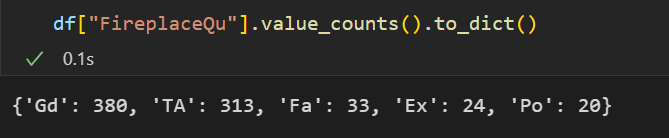 df["FireplaceQu"].value_counts().to_dict()
0.1s
{'Gd': 380, 'TA': 313, 'Fa': 33, 'Ex': 24, 'Po': 20}